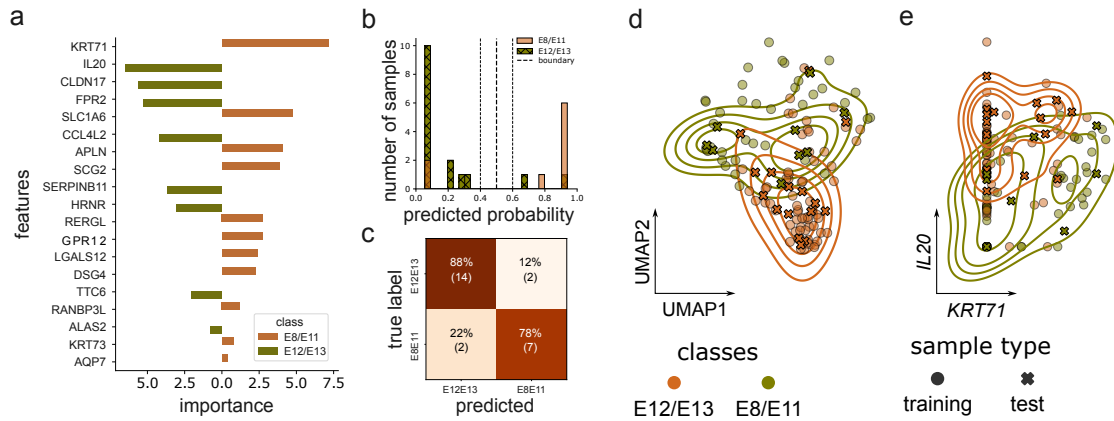 a
features
KRT71
IL20
CLDN17
FPR2
SLC1A6
CCL4L2
APLN
SCG2
SERPINB11
HRNR
RERGL
GPR12
LGALS12
DSG4
TTC6
RANBP3L
ALAS2
KRT73
AQP7
class
E8/E11
E12/E13
5.0 2.5 0.0 2.5 5.0 7.5
importance
b
number of samples
10
8
6
4
2
0
E8/E11
E12/E13
boundary
0.0 0.2 0.4 0.6 0.8 1.0
predicted probability
c
true label
E12E13
E8E11
88%
(14)
12%
(2)
22%
(2)
78%
(7)
E12E13 E8E11
predicted
d
UMAP2
UMAP1
classes
E12/E13 E8/E11
e
IL20
KRT71
sample type
training test